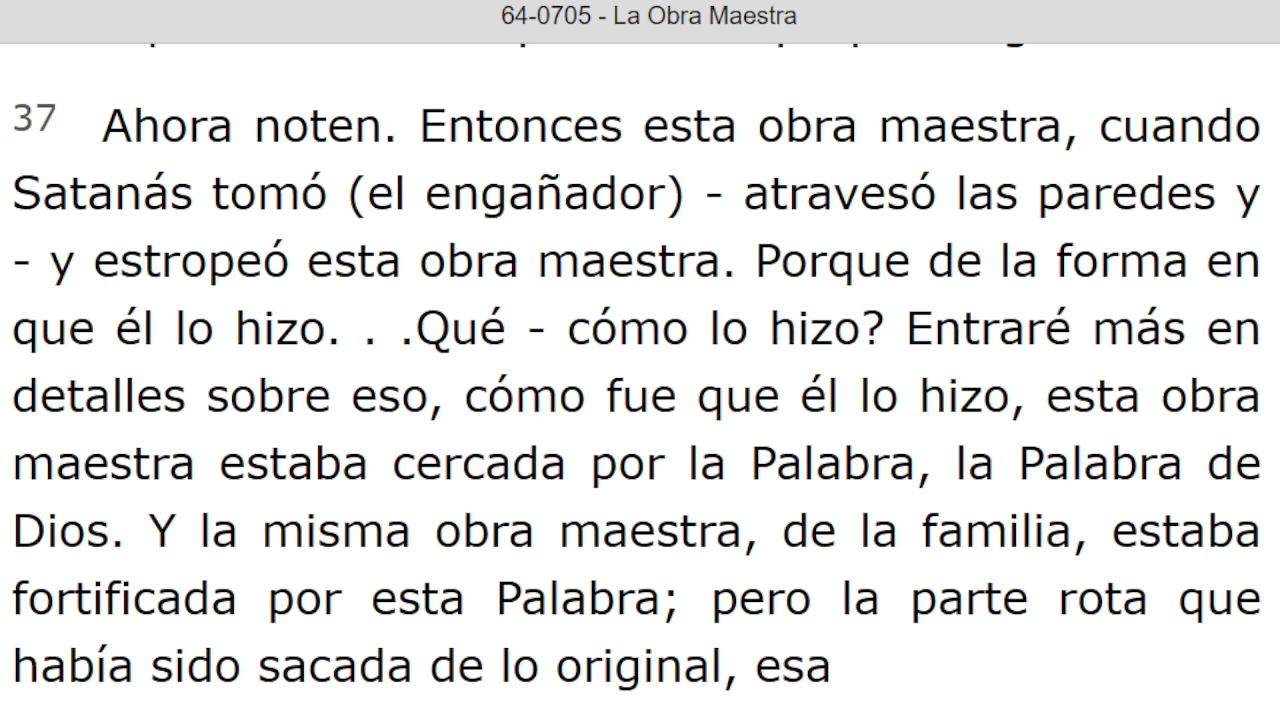 64-0705 - La Obra Maestra
37 Ahora noten. Entonces esta obra maestra, cuando
Satanás tomó (el engañador) - atravesó las paredes y
- y estropeó esta obra maestra. Porque de la forma en
que él lo hizo. . .Qué - cómo lo hizo? Entraré más en
detalles sobre eso, cómo fue que él lo hizo, esta obra
maestra estaba cercada por la Palabra, la Palabra de
Dios. Y la misma obra maestra, de la familia, estaba
fortificada por esta Palabra; pero la parte rota que
había sido sacada de lo original, esa